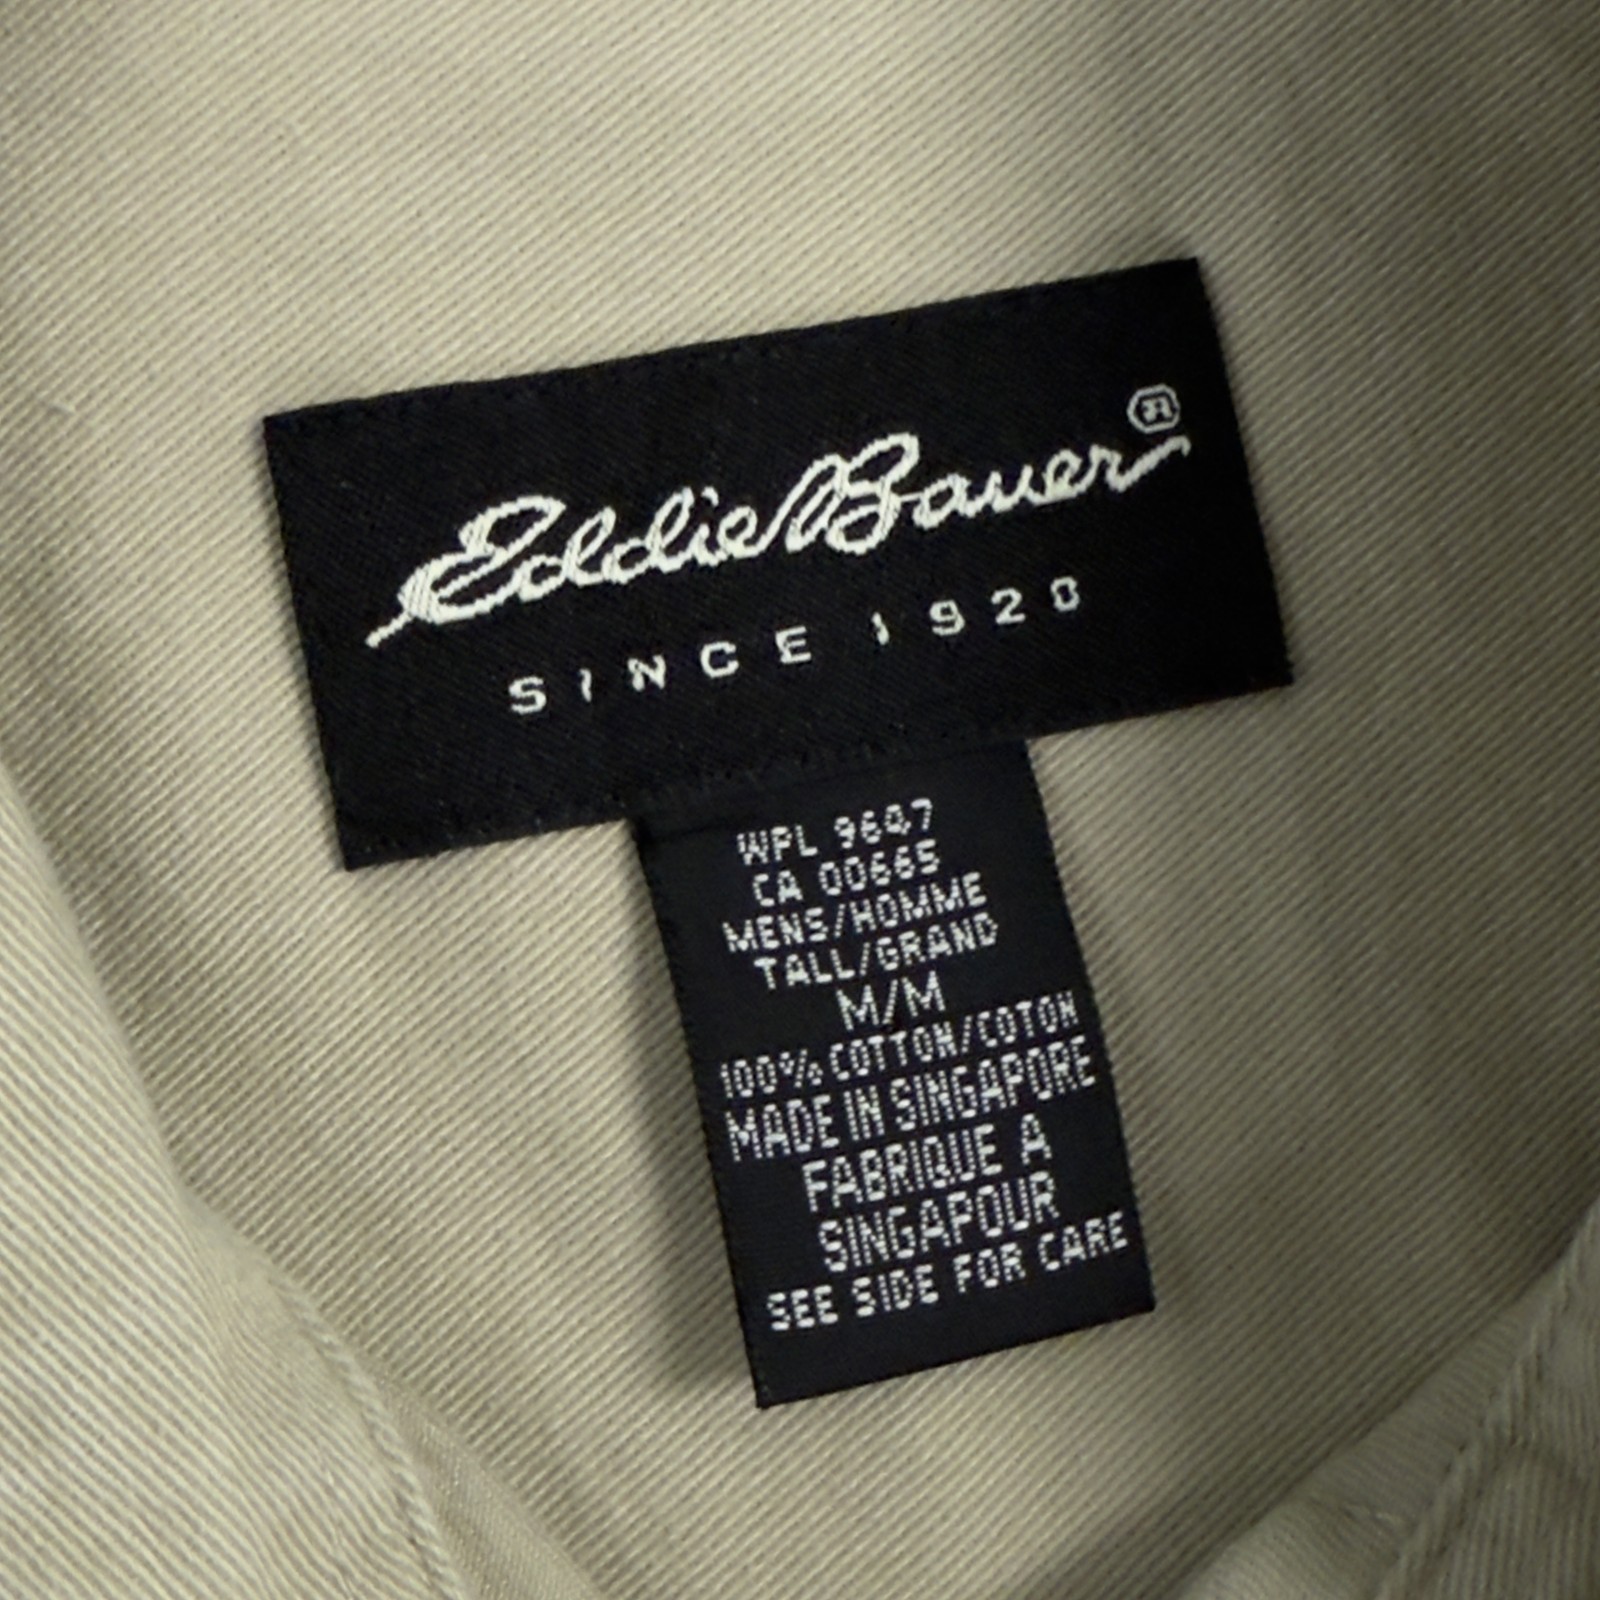 Eddie Bauer®
SINCE 1920
WPL 9647
CA 00665
MENS/HOMME
TALL/GRAND
M/M
100% COTTON/COTON
MADE IN SINGAPORE
FABRIQUE A
SINGAPOUR
SEE SIDE FOR CARE